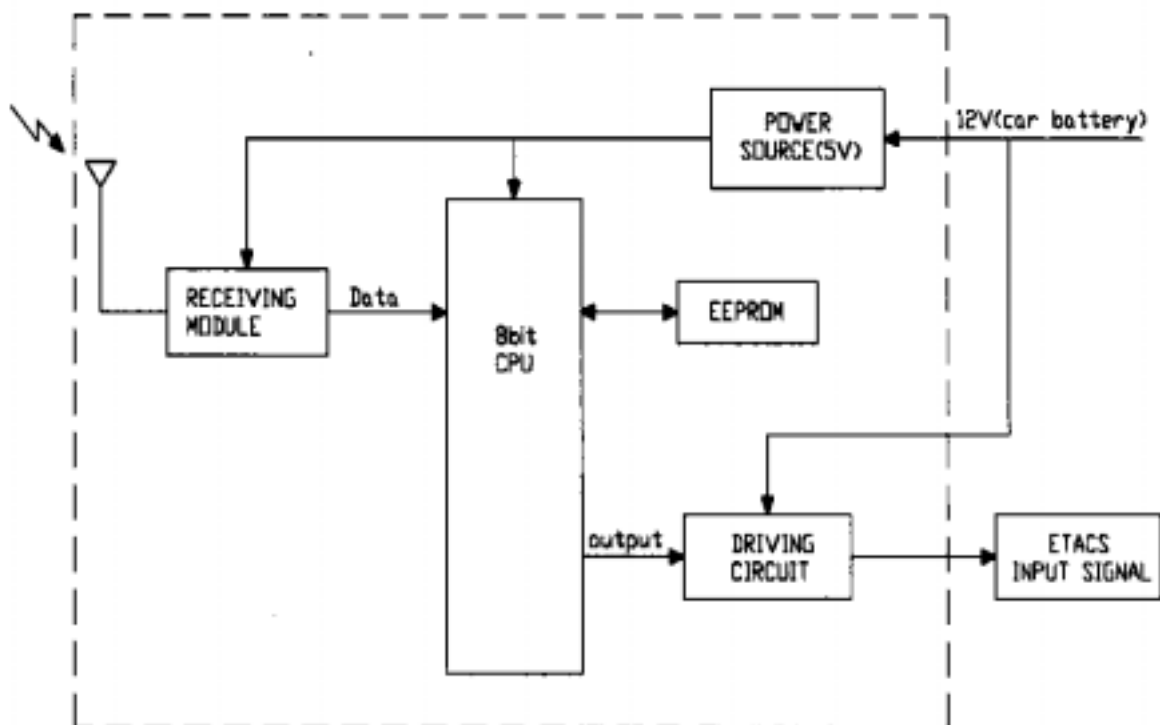 POWER
SOURCE(5V)
12V(car battery)
RECEIVING
MODULE
Data
8bit
CPU
EEPROM
output
DRIVING
CIRCUIT
ETACS
INPUT SIGNAL